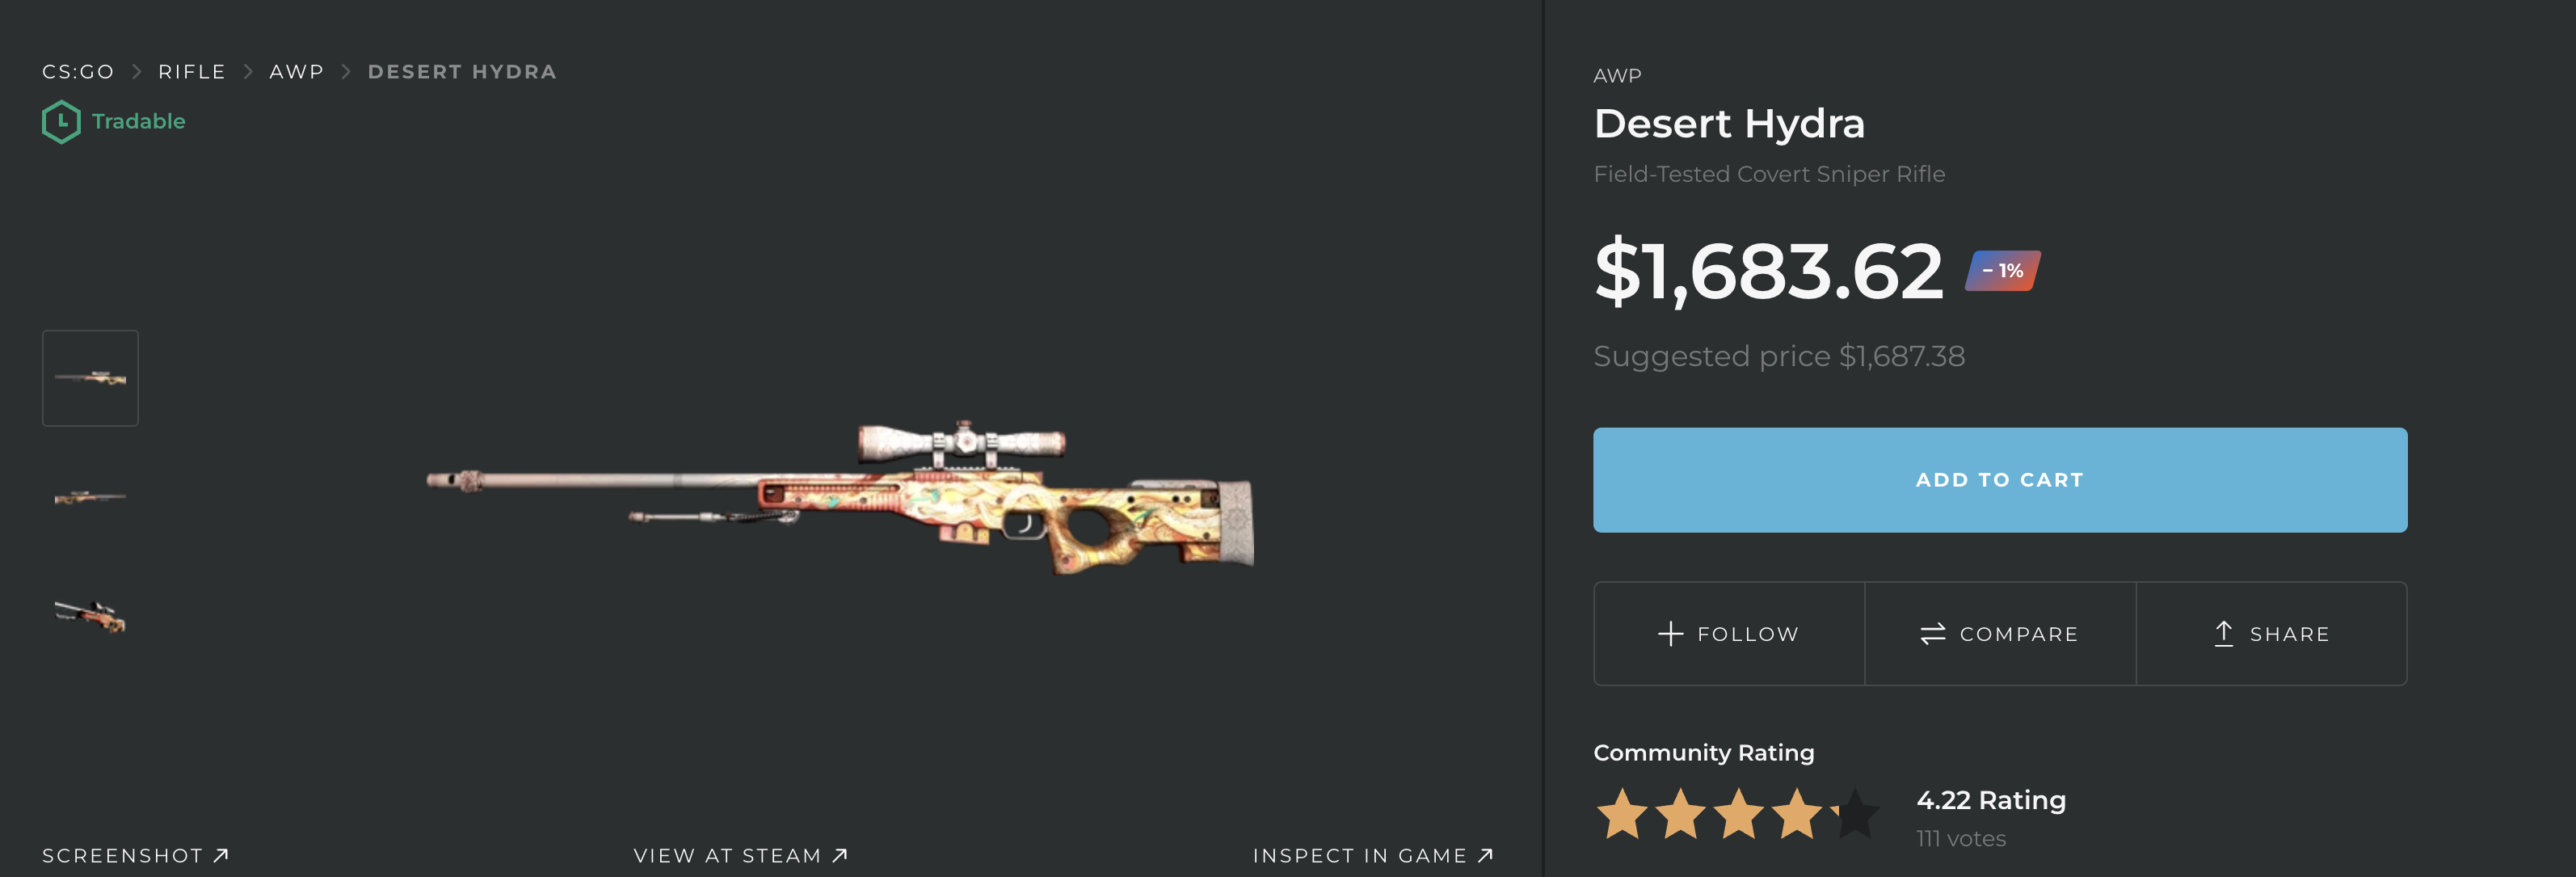 CS:GO > RIFLE > AWP > DESERT HYDRA
Tradable
SCREENSHOT
VIEW AT STEAM
INSPECT IN GAME
AWP
Desert Hydra
Field-Tested Covert Sniper Rifle
$1,683.62 – 1%
Suggested price $1,687.38
ADD TO CART
FOLLOW COMPARE SHARE
Community Rating
4.22 Rating
111 votes